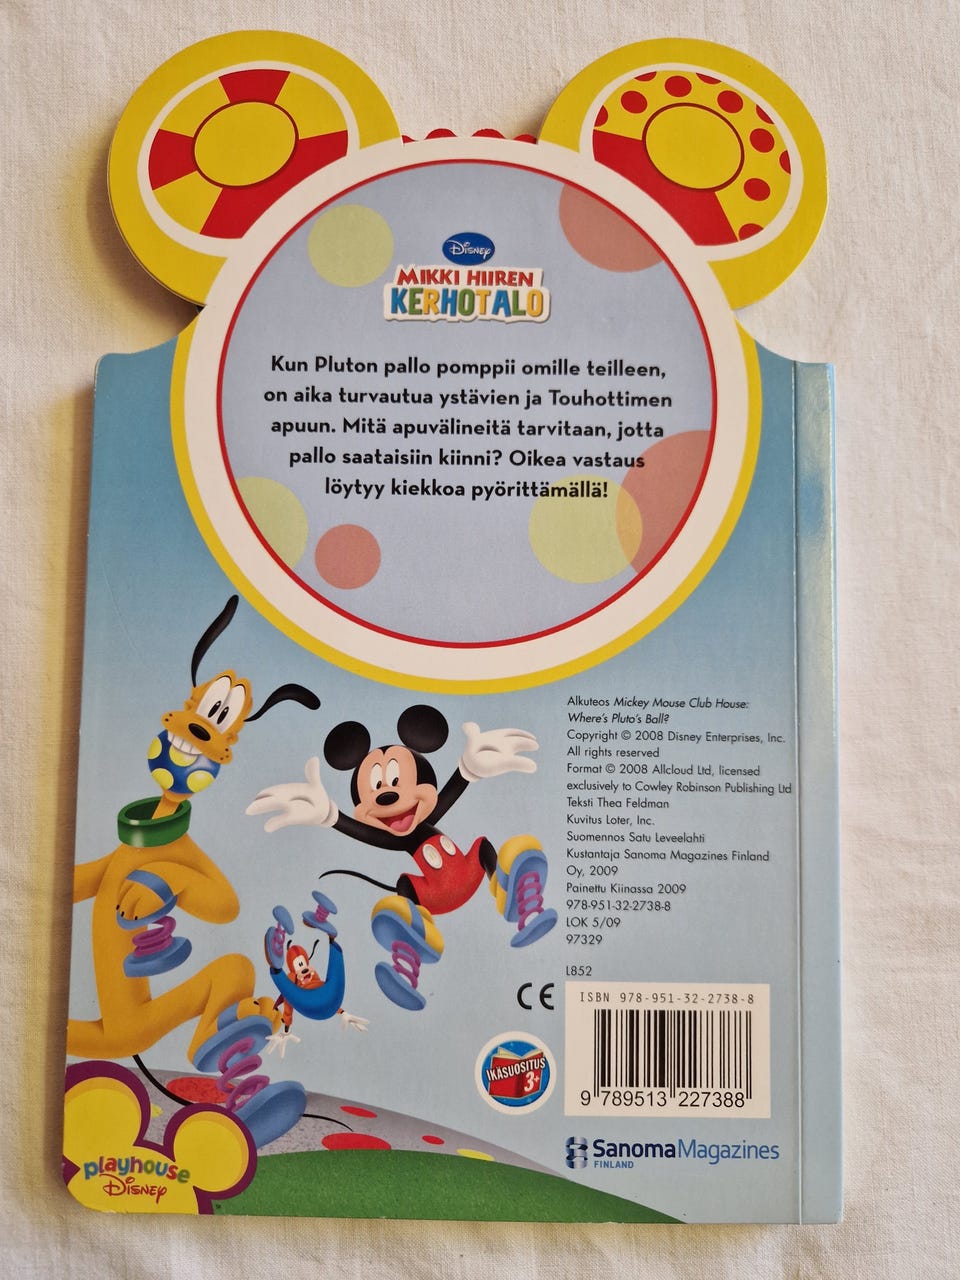 Disney
MIKKI HIIREN
KERHOTALO
Kun Pluton pallo pomppii omille teilleen,
on aika turvautua ystävien ja Touhottimen
apuun. Mitä apuvälineitä tarvitaan, jotta
pallo saataisiin kiinni? Oikea vastaus
löytyy kiekkoa pyörittämällä!
Alkuteos Mickey Mouse Club House:
Where's Pluto's Ball?
Copyright © 2008 Disney Enterprises, Inc.
All rights reserved
Format © 2008 Allcloud Ltd, licensed
exclusively to Cowley Robinson Publishing Ltd
Teksti Thea Feldman
Kuvitus Loter, Inc.
Suomennos Satu Leveelahti
Kustantaja Sanoma Magazines Finland
Oy, 2009
Painettu Kiinassa 2009
978-951-32-2738-8
LOK 5/09
97329
L852
CE
ISBN 978-951-32-2738-8
9 789513 227388
IKÄSUOSITUS
3+
SanomaMagazines
FINLAND
playhouse
Disney